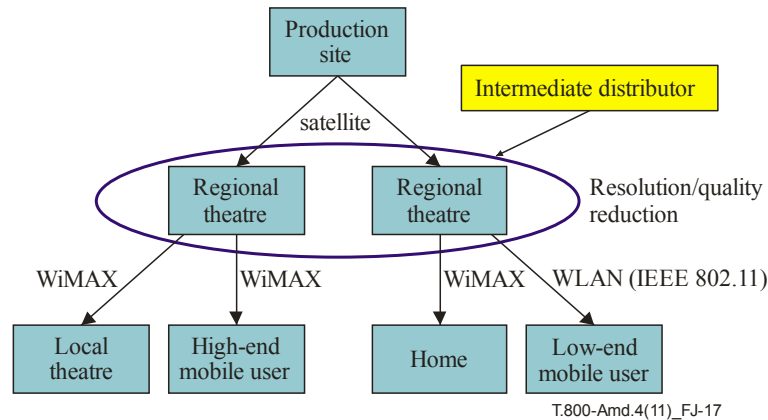 Production
site
Intermediate distributor
satellite
Regional
theatre
Regional
theatre
Resolution/quality
reduction
WiMAX
WiMAX
WiMAX
WLAN (IEEE 802.11)
Local
theatre
High-end
mobile user
Home
Low-end
mobile user
T.800-Amd.4(11)_FJ-17